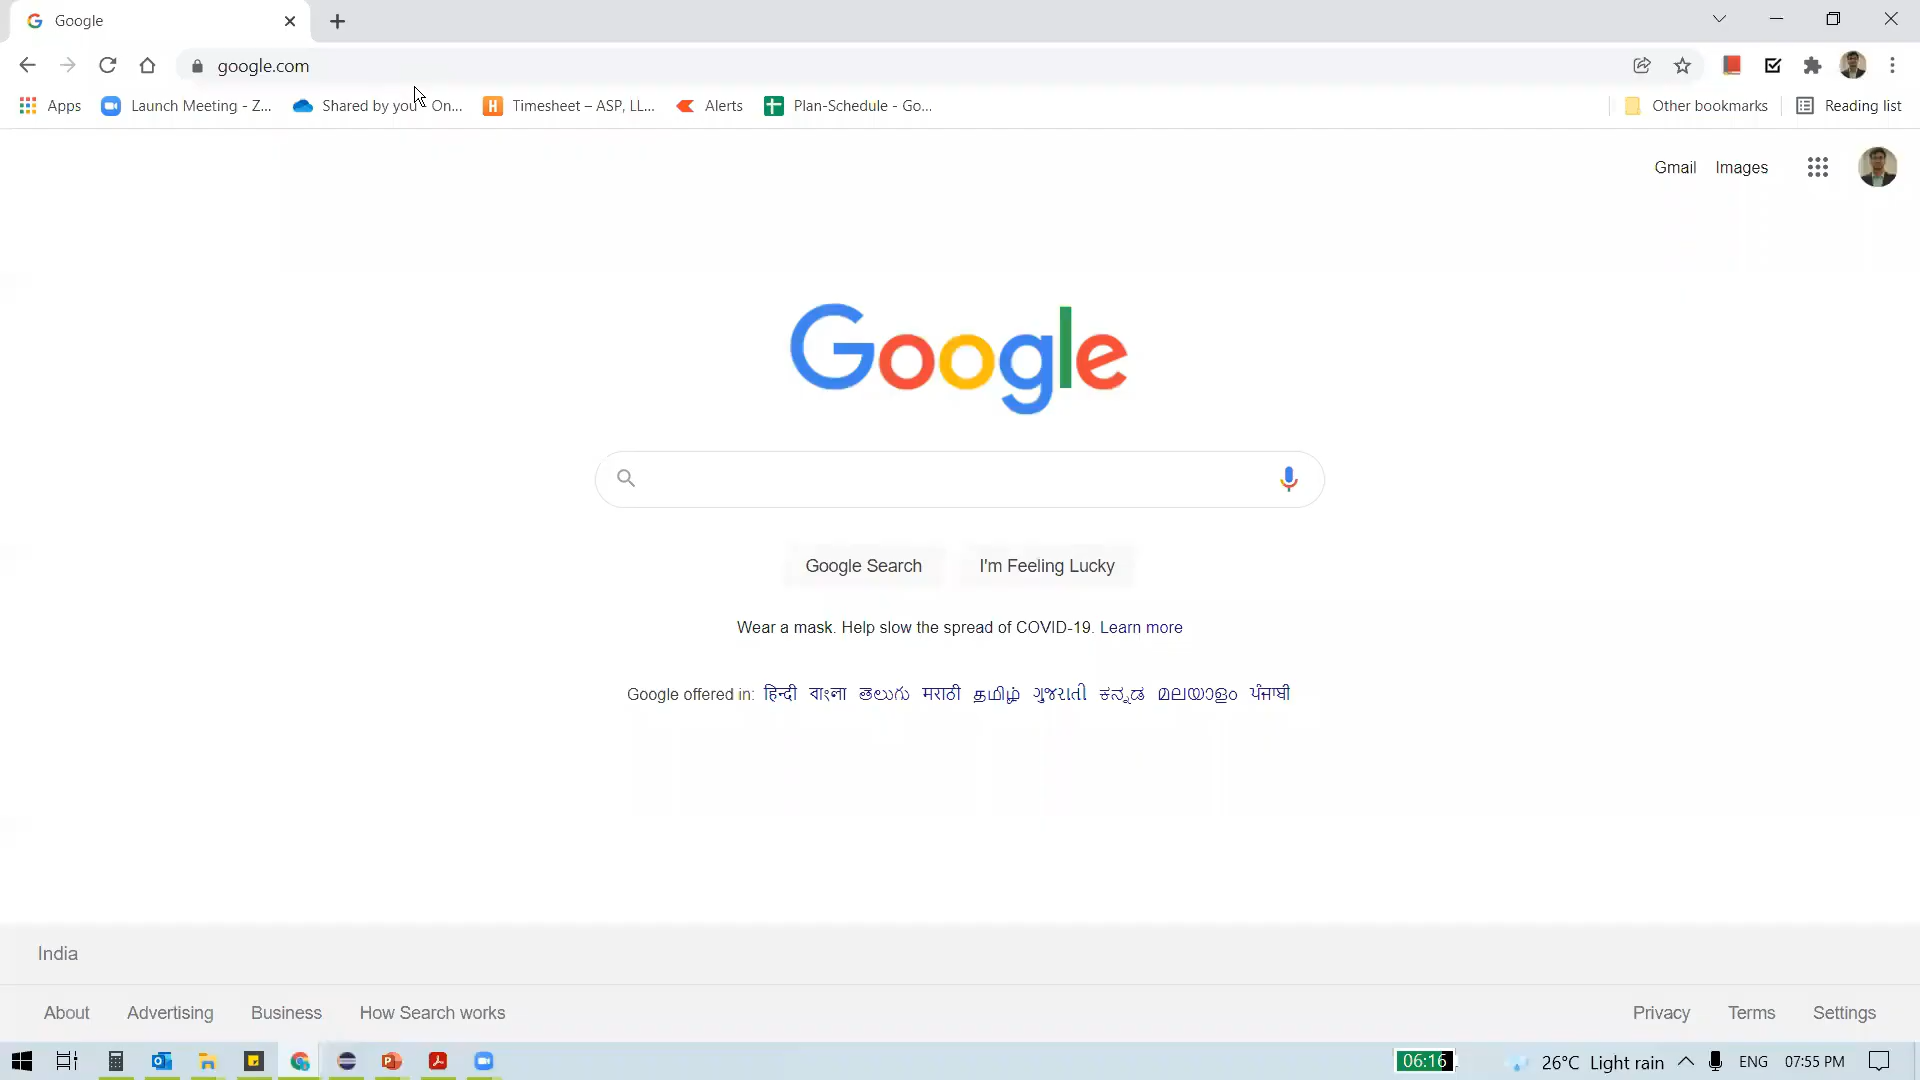 Google
google.com
Apps Launch Meeting - Z... Shared by you On... Timesheet – ASP, LL... Alerts Plan-Schedule - Go... Other bookmarks Reading list
Gmail Images
Google
Google Search I'm Feeling Lucky
Wear a mask. Help slow the spread of COVID-19. Learn more
Google offered in: हिन्दी বাংলা తెలుగు मराठी தமிழ் ગુજરાતી ಕನ್ನಡ മലയാളം ਪੰਜਾਬੀ
India
About Advertising Business How Search works Privacy Terms Settings
06:16 26°C Light rain ENG 07:55 PM